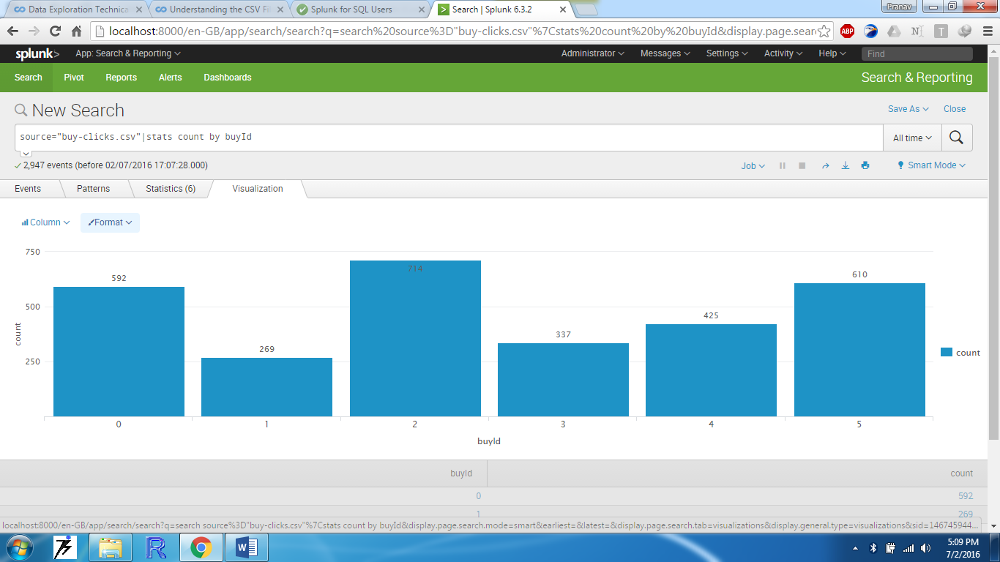 Data Exploration Technica
Understanding the CSV Fi
Splunk for SQL Users
Search | Splunk 6.3.2
Pranav
localhost:8000/en-GB/app/search/search?q=search%20source%3D"buy-clicks.csv"%7Cstats%20count%20by%20buyId&display.page.sear
ABP
splunk> App: Search & Reporting Administrator Messages Settings Activity Help Find
Search Pivot Reports Alerts Dashboards Search & Reporting
New Search Save As Close
source="buy-clicks.csv"|stats count by buyId All time
2,947 events (before 02/07/2016 17:07:28.000) Job Smart Mode
Events Patterns Statistics (6) Visualization
Column Format
750
500
250
count
592
269
714
337
425
610
count
0 1 2 3 4 5
buyId
buyId count
0 592
1 269
localhost:8000/en-GB/app/search/search?q=search source%3D"buy-clicks.csv"%7Cstats count by buyId&display.page.search.mode=smart&earliest=&latest=&display.page.search.tab=visualizations&display.general.type=visualizations&sid=146745944...
5:09 PM
7/2/2016